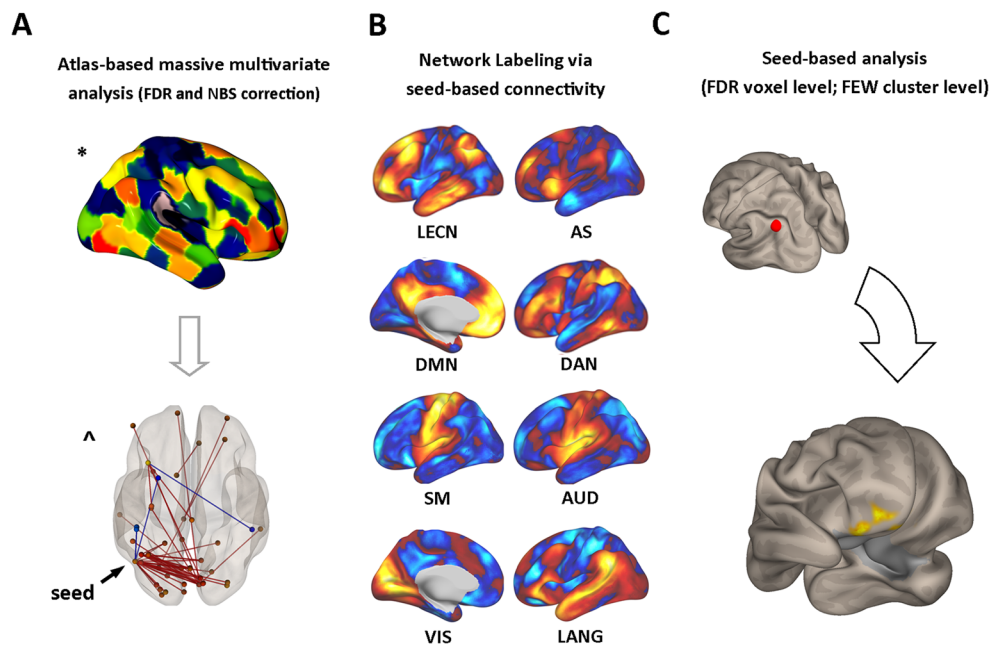 A
Atlas-based massive multivariate
analysis (FDR and NBS correction)
*
^
seed
B
Network Labeling via
seed-based connectivity
LECN
AS
DMN
DAN
SM
AUD
VIS
LANG
C
Seed-based analysis
(FDR voxel level; FEW cluster level)